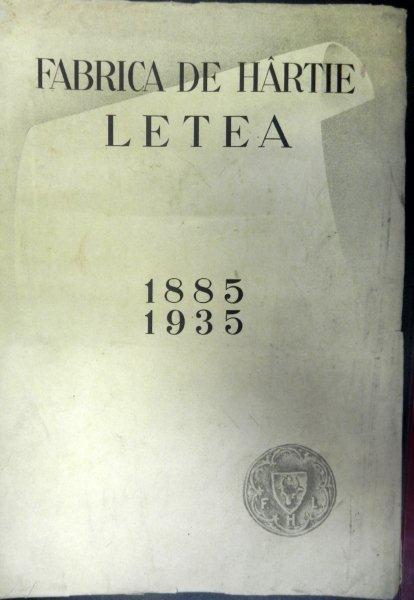 FABRICA DE HÂRTIE
LETEA
1885
1935
F H L